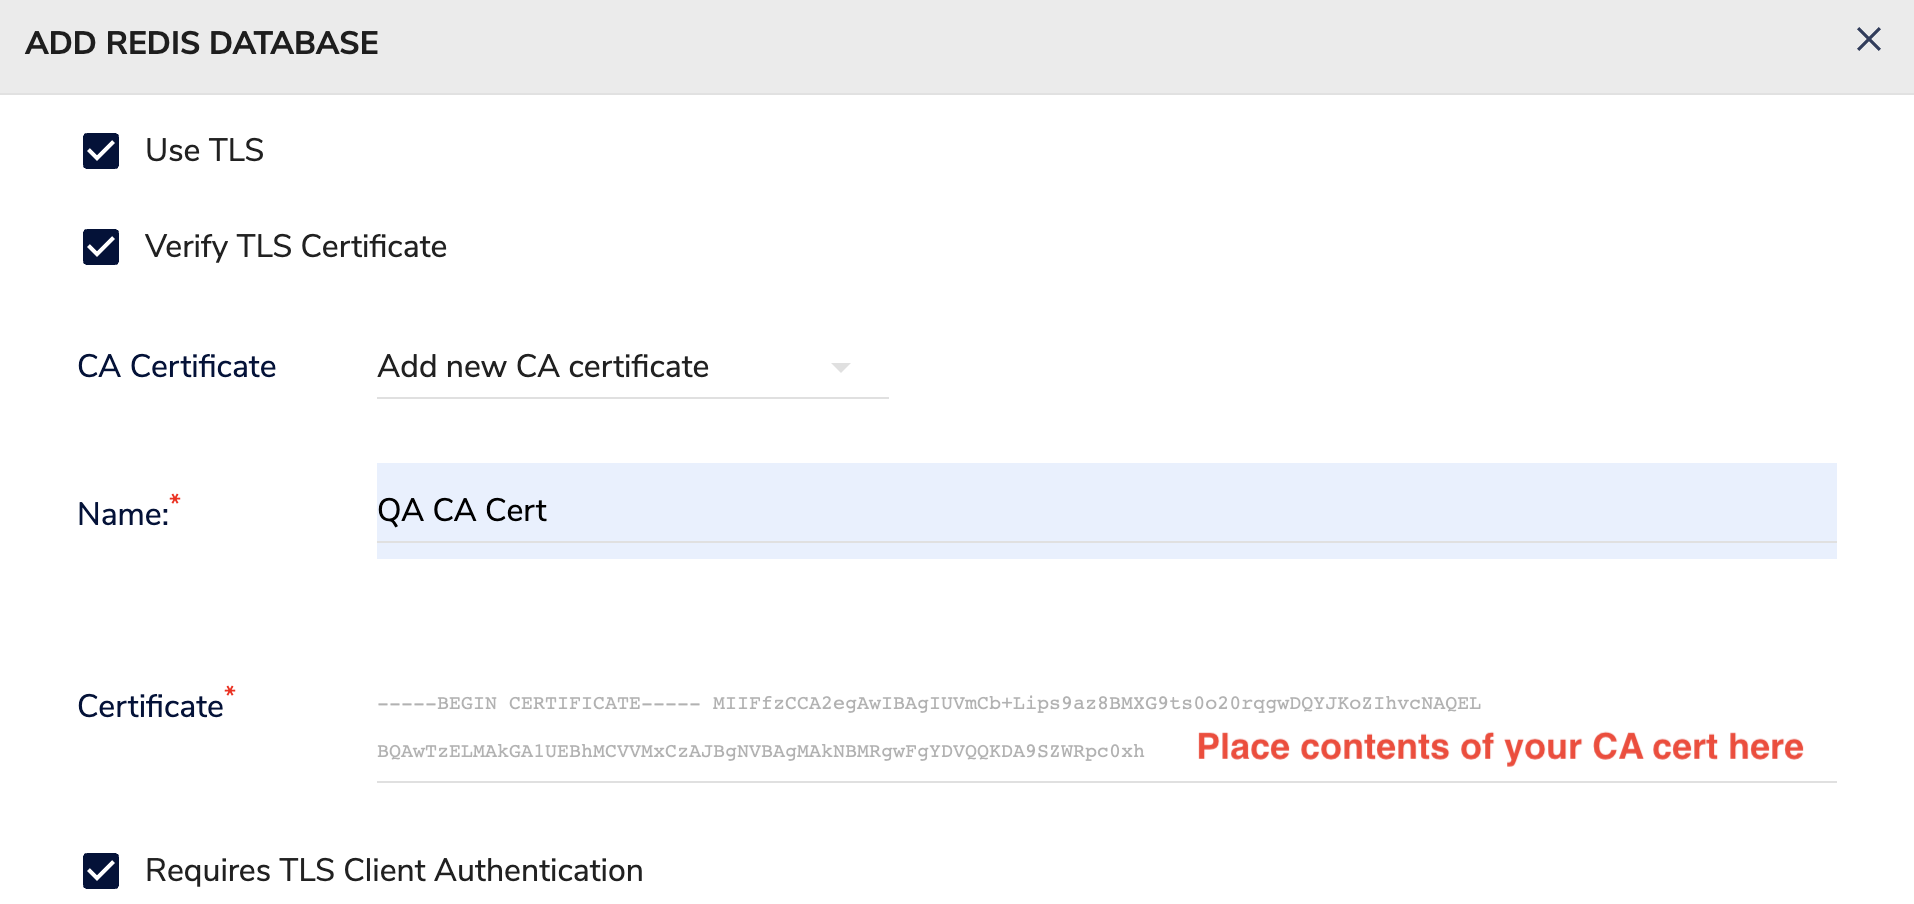 ADD REDIS DATABASE
Use TLS
Verify TLS Certificate
CA Certificate
Add new CA certificate
Name:*
QA CA Cert
Certificate*
-----BEGIN CERTIFICATE----- MIIFfzCCA2egAwIBAgIUVmCb+Lips9az8BMXG9ts0o20rqgwDQYJKoZIhvcNAQEL
BQAwTzELMAkGA1UEBhMCVVMxCzAJBgNVBAgMAkNBMRgwFgYDVQQKDA9SZWRpc0xh
Place contents of your CA cert here
Requires TLS Client Authentication